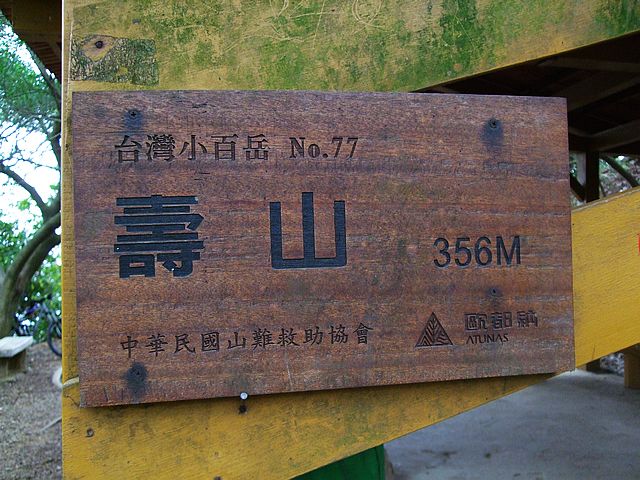 台灣小百岳 No.77
壽山 356M
中華民國山難救助協會
歐都納
ATUNAS